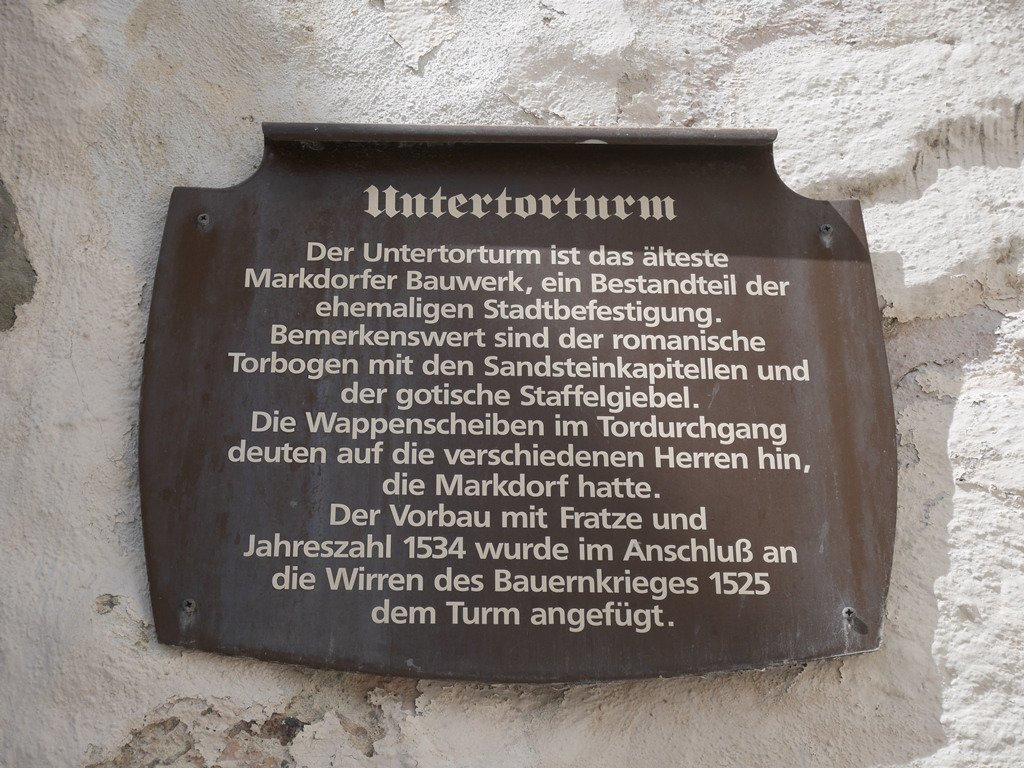 Untertorturm
Der Untertorturm ist das älteste
Markdorfer Bauwerk, ein Bestandteil der
ehemaligen Stadtbefestigung.
Bemerkenswert sind der romanische
Torbogen mit den Sandsteinkapitellen und
der gotische Staffelgiebel.
Die Wappenscheiben im Tordurchgang
deuten auf die verschiedenen Herren hin,
die Markdorf hatte.
Der Vorbau mit Fratze und
Jahreszahl 1534 wurde im Anschluß an
die Wirren des Bauernkrieges 1525
dem Turm angefügt.